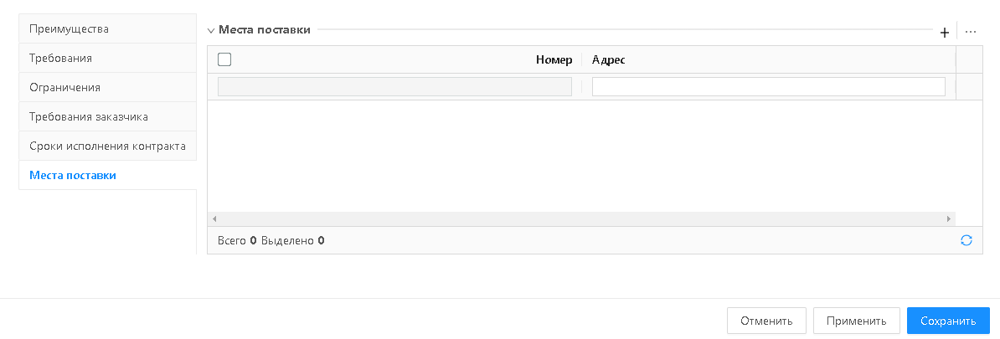 Преимущества
Требования
Ограничения
Требования заказчика
Сроки исполнения контракта
Места поставки
Места поставки
Номер Адрес
Всего 0 Выделено 0
Отменить Применить Сохранить